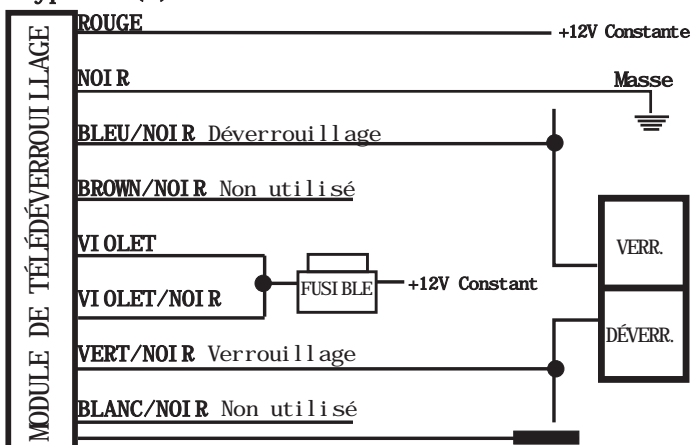 ROUGE
+12V Constante
NOIR
Masse
BLEU/NOIR Déverrouillage
BROWN/NOIR Non utilisé
VIOLET
FUSIBLE
+12V Constant
VIOLET/NOIR
VERT/NOIR Verrouillage
BLANC/NOIR Non utilisé
VERR.
DÉVERR.
MODULE DE TÉLÉDÉVERROUILLAGE